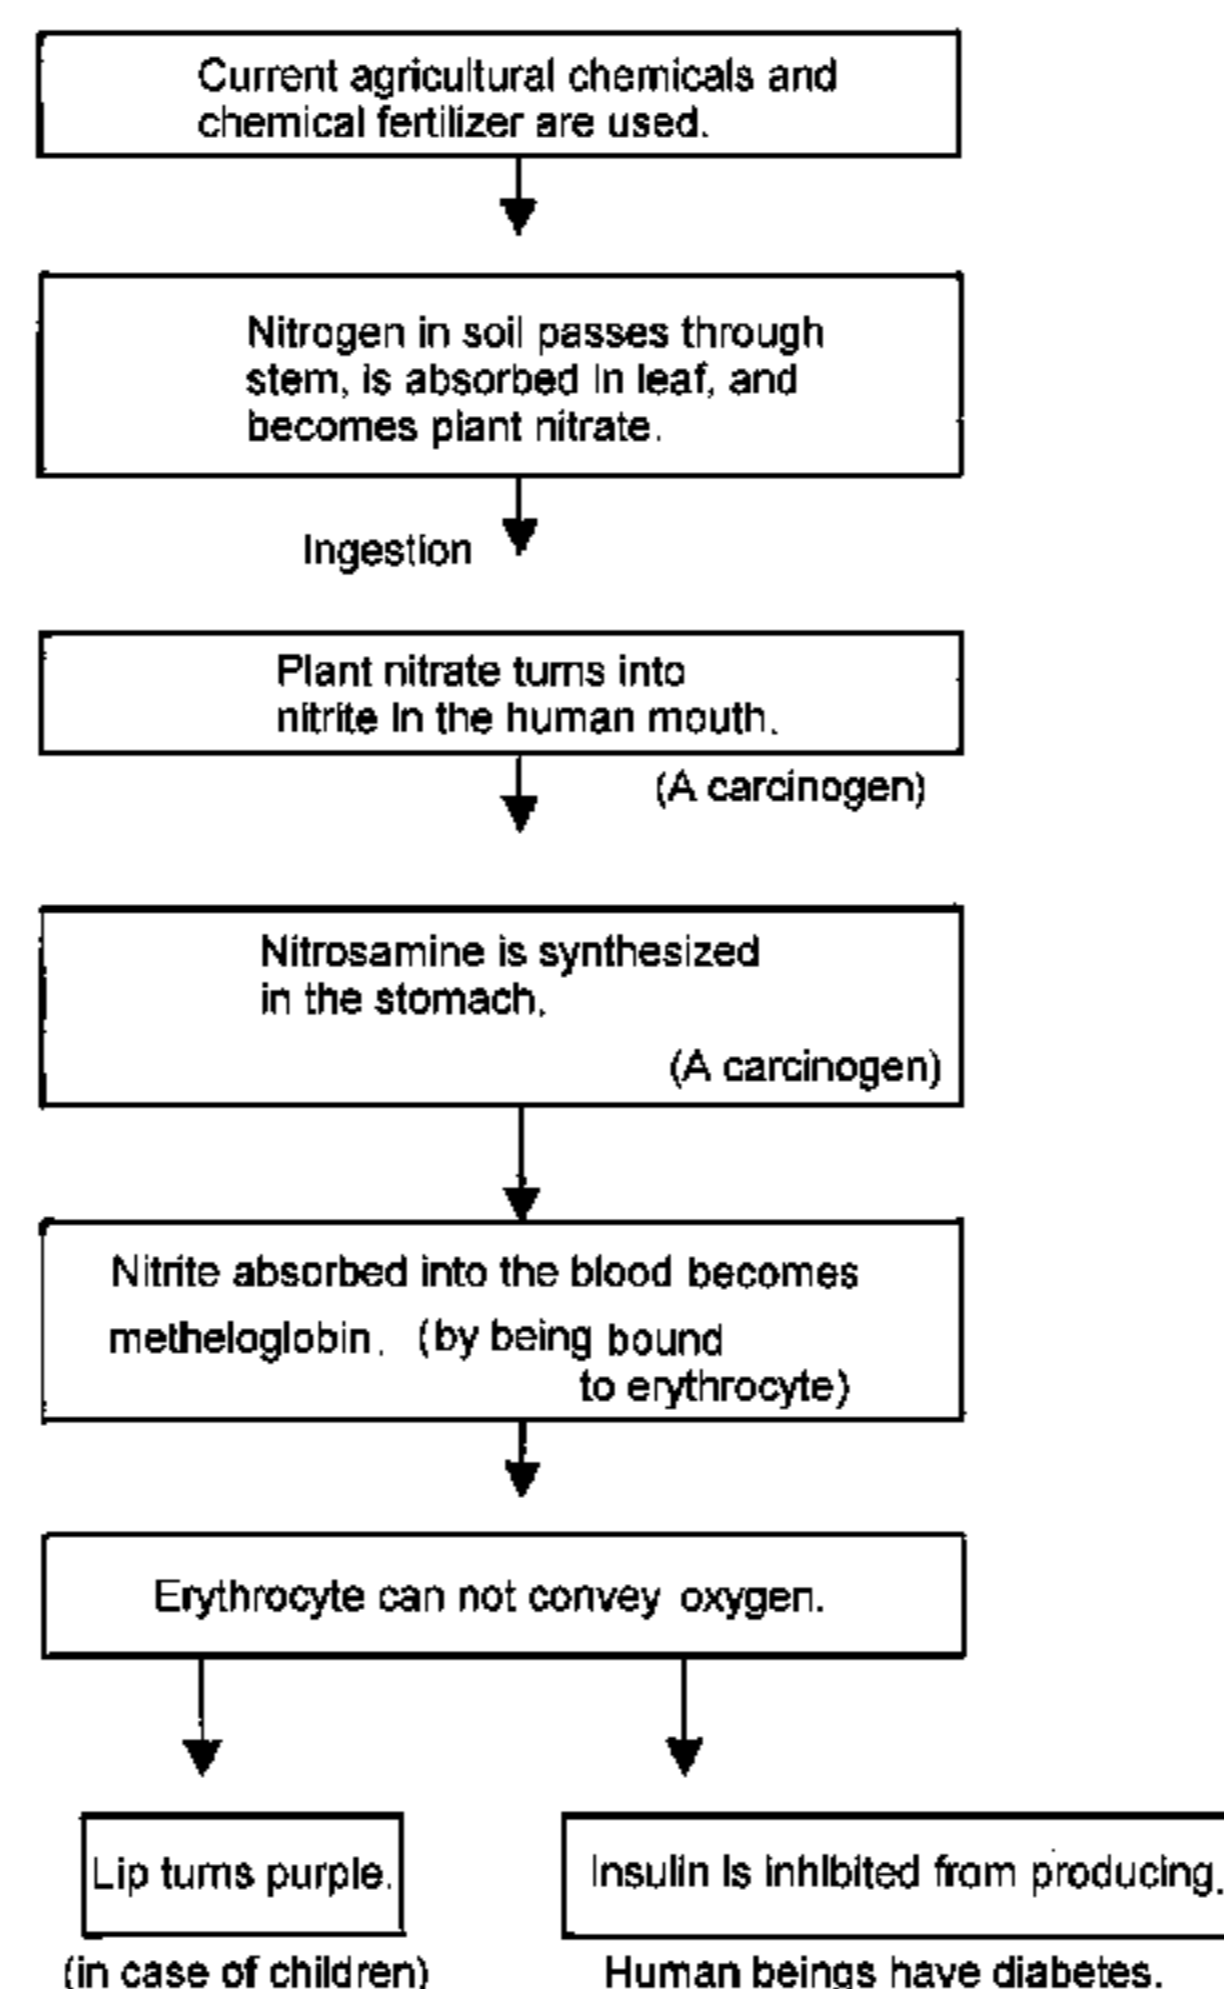 Current agricultural chemicals and
chemical fertilizer are used.
Nitrogen in soil passes through
stem, is absorbed in leaf, and
becomes plant nitrate.
Ingestion
Plant nitrate turns into
nitrite in the human mouth.
(A carcinogen)
Nitrosamine is synthesized
in the stomach.
(A carcinogen)
Nitrite absorbed into the blood becomes
metheloglobin. (by being bound
to erythrocyte)
Erythrocyte can not convey oxygen.
Lip turns purple.
(in case of children)
Insulin is inhibited from producing.
Human beings have diabetes.